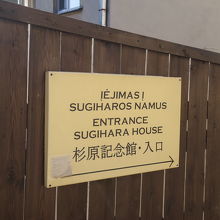 ĮĖJIMAS Į
SUGIHAROS NAMUS
ENTRANCE
SUGIHARA HOUSE
杉原記念館・入口